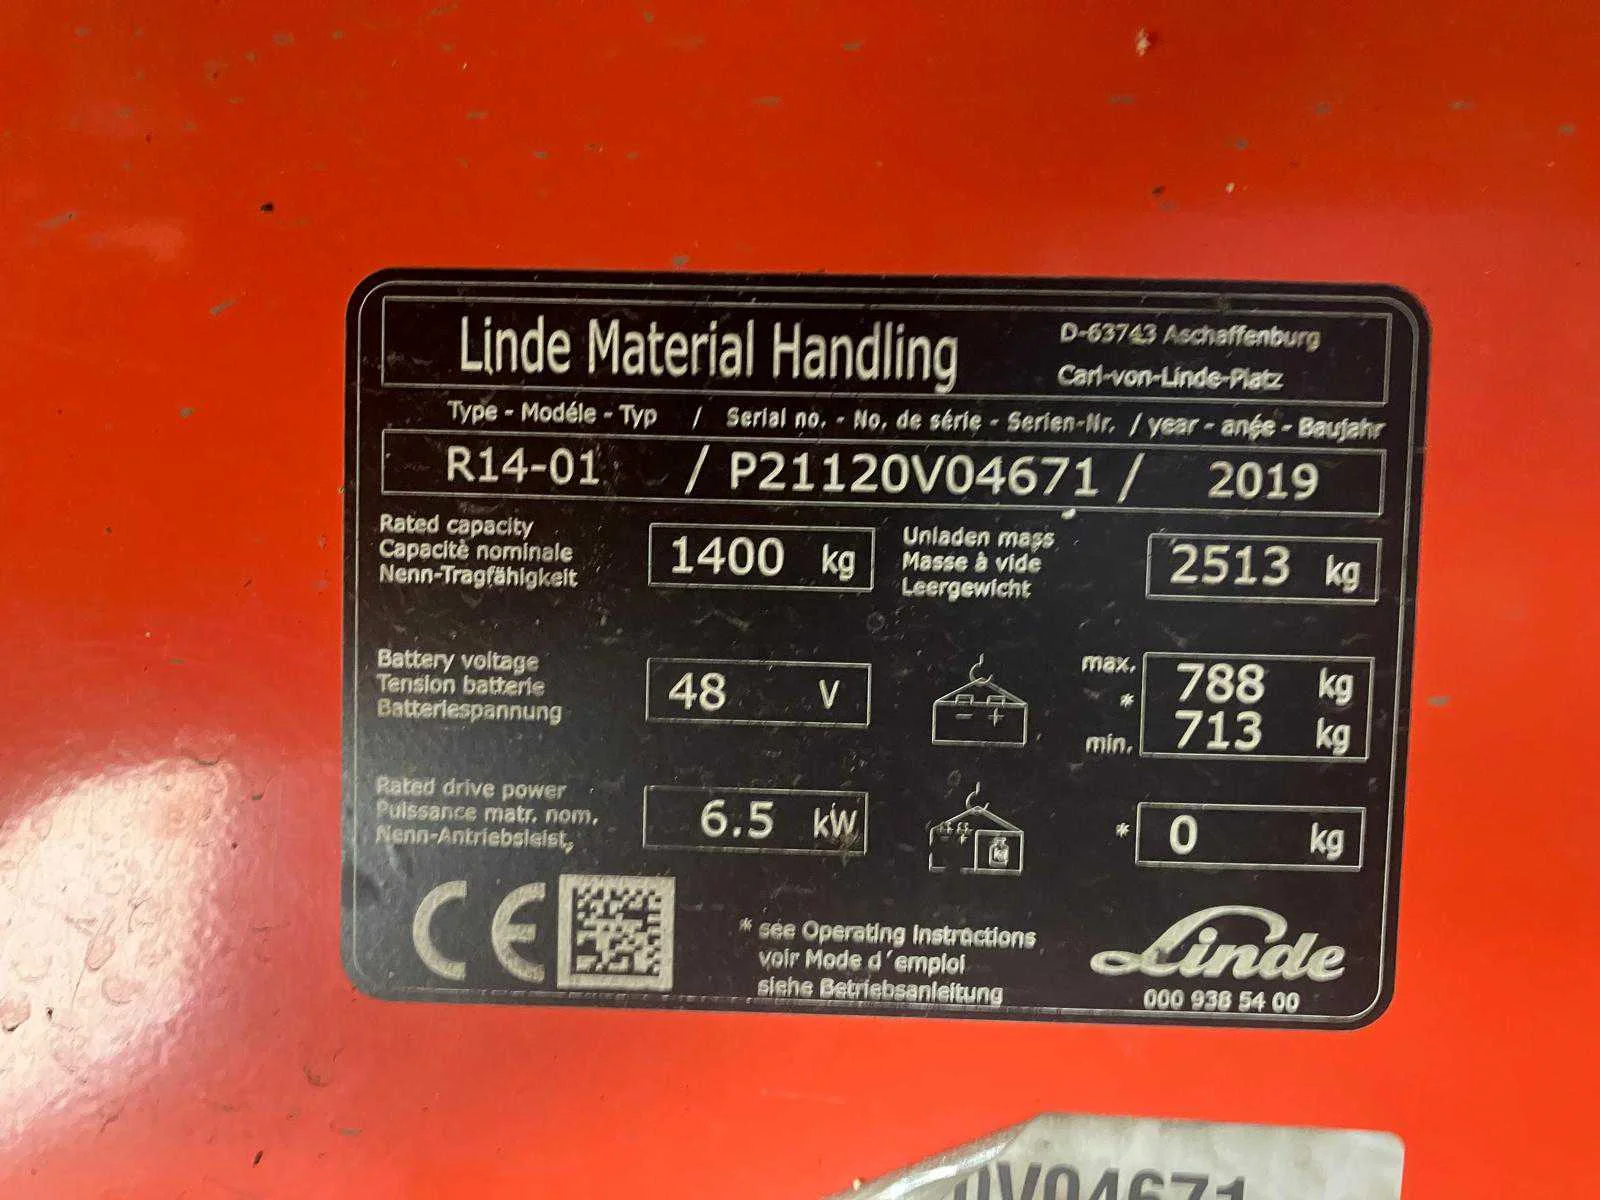 Linde Material Handling
D-63743 Aschaffenburg
Carl-von-Linde-Platz
Type - Modéle - Typ / Serial no. - No. de série - Serien-Nr. / year - anée - Baujahr
R14-01 / P21120V04671 / 2019
Rated capacity
Capacité nominale
Nenn-Tragfähigkeit
1400 kg
Unladen mass
Masse à vide
Leergewicht
2513 kg
Battery voltage
Tension batterie
Batteriespannung
48 V
- +
max. 788 kg
*
min. 713 kg
Rated drive power
Puissance matr. nom.
Nenn-Antriebsleist.
6.5 kW
+ kg
* 0 kg
CE
* see Operating Instructions
voir Mode d´emploi
siehe Betriebsanleitung
Linde
000 938 54 00
0V04671